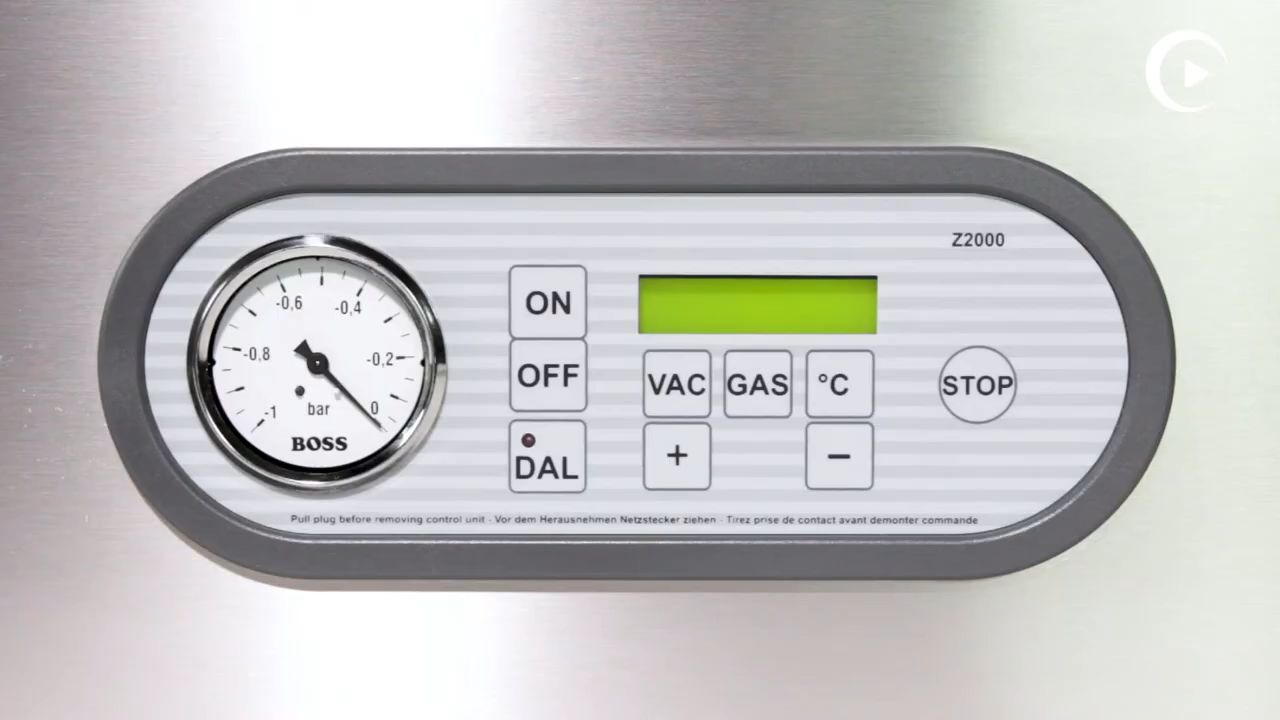 Z2000
-0,6
-0,4
-0,8
-0,2
-1
bar
0
BOSS
ON
OFF
DAL
VAC GAS °C
+ −
STOP
Pull plug before removing control unit - Vor dem Herausnehmen Netzstecker ziehen - Tirez prise de contact avant demonter commande